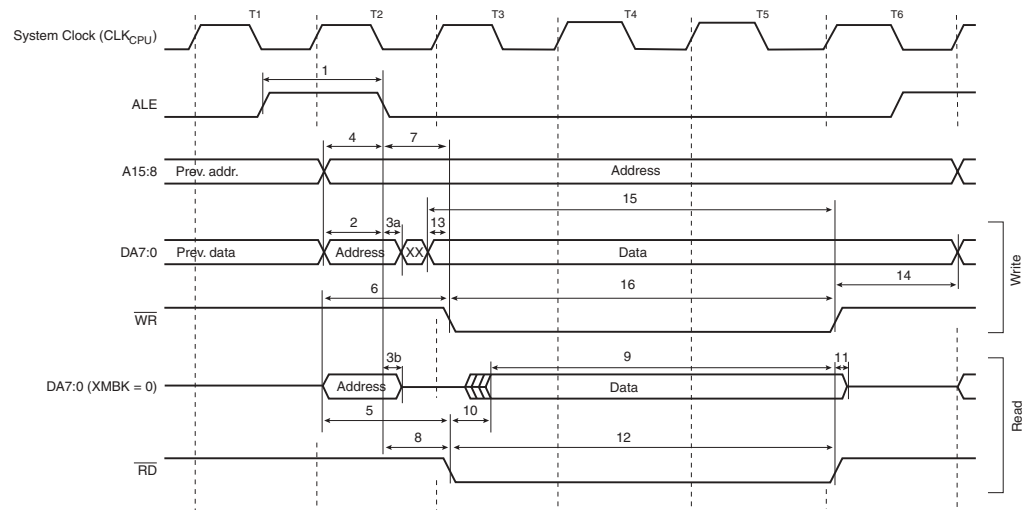 T1 T2 T3 T4 T5 T6
System Clock (CLKCPU)
1
ALE
4 7
A15:8 Prev. addr. Address
15
2 3a 13
DA7:0 Prev. data Address XX Data
14
6 16
WR
Write
3b 9 11
DA7:0 (XMBK = 0) Address Data
5 10
8 12
RD
Read